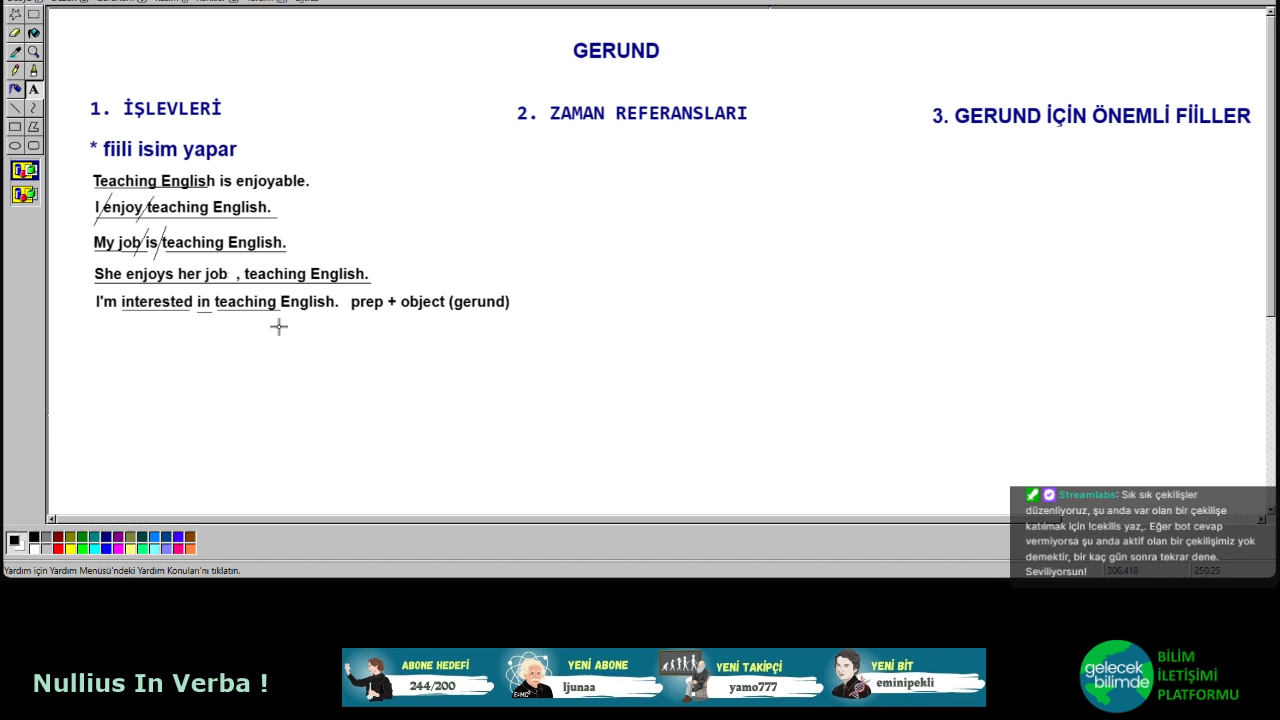 GERUND
1. İŞLEVLERİ
2. ZAMAN REFERANSLARI
3. GERUND İÇİN ÖNEMLİ FİİLLER
* fiili isim yapar
Teaching English is enjoyable.
I enjoy teaching English.
My job is teaching English.
She enjoys her job , teaching English.
I'm interested in teaching English. prep + object (gerund)
Streamlabs: Sık sık çekilişler
düzenliyoruz, şu anda var olan bir çekilişe
katılmak için !cekilis yaz,. Eğer bot cevap
vermiyorsa şu anda aktif olan bir çekilişimiz yok
demektir, bir kaç gün sonra tekrar dene.
Seviliyorsun!
Yardım için Yardım Menüsü'ndeki Yardım Konuları'nı tıklatın.
306,418
250,25
Nullius In Verba !
ABONE HEDEFİ
244/200
E=MC²
YENİ ABONE
ljunaa
YENİ TAKİPÇİ
yamo777
YENİ BİT
eminipekli
gelecek
bilimde
BİLİM
İLETİŞİMİ
PLATFORMU